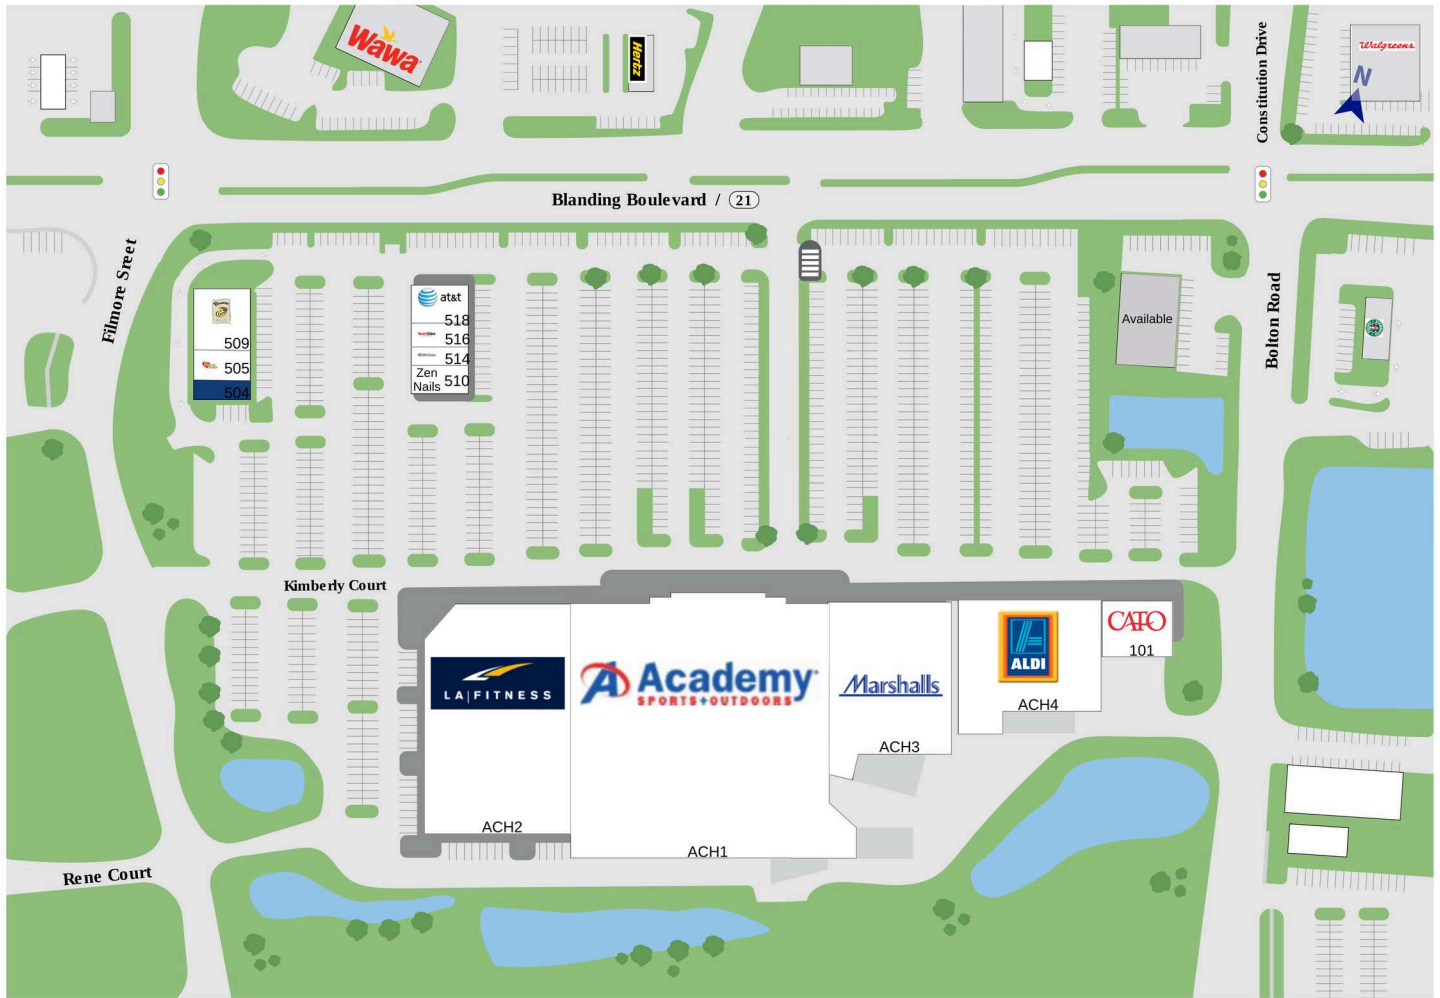 Wawa
Hertz
Constitution Drive
Walgreens
N
Blanding Boulevard / 21
Filmore Sreet
Bolton Road
509
505
504
at&t
518
516
514
Zen
Nails 510
Available
Kimberly Court
LA|FITNESS
ACH2
Academy
SPORTS+OUTDOORS
ACH1
Marshalls
ACH3
ALDI
ACH4
CATO
101
Rene Court